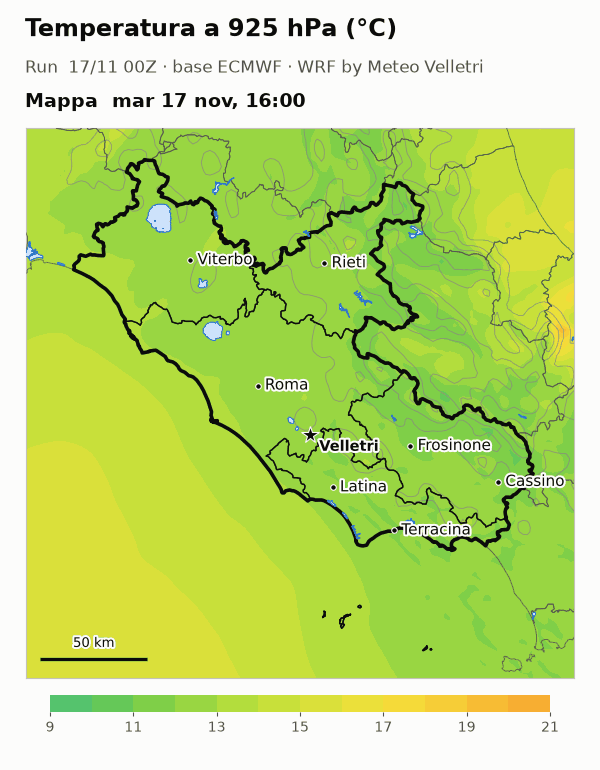 Temperatura a 925 hPa (°C)
Run  17/11 00Z · base ECMWF · WRF by Meteo Velletri
Mappa  mar 17 nov, 16:00
Viterbo
Rieti
Roma
Velletri
Frosinone
Cassino
Latina
Terracina
50 km
9 11 13 15 17 19 21